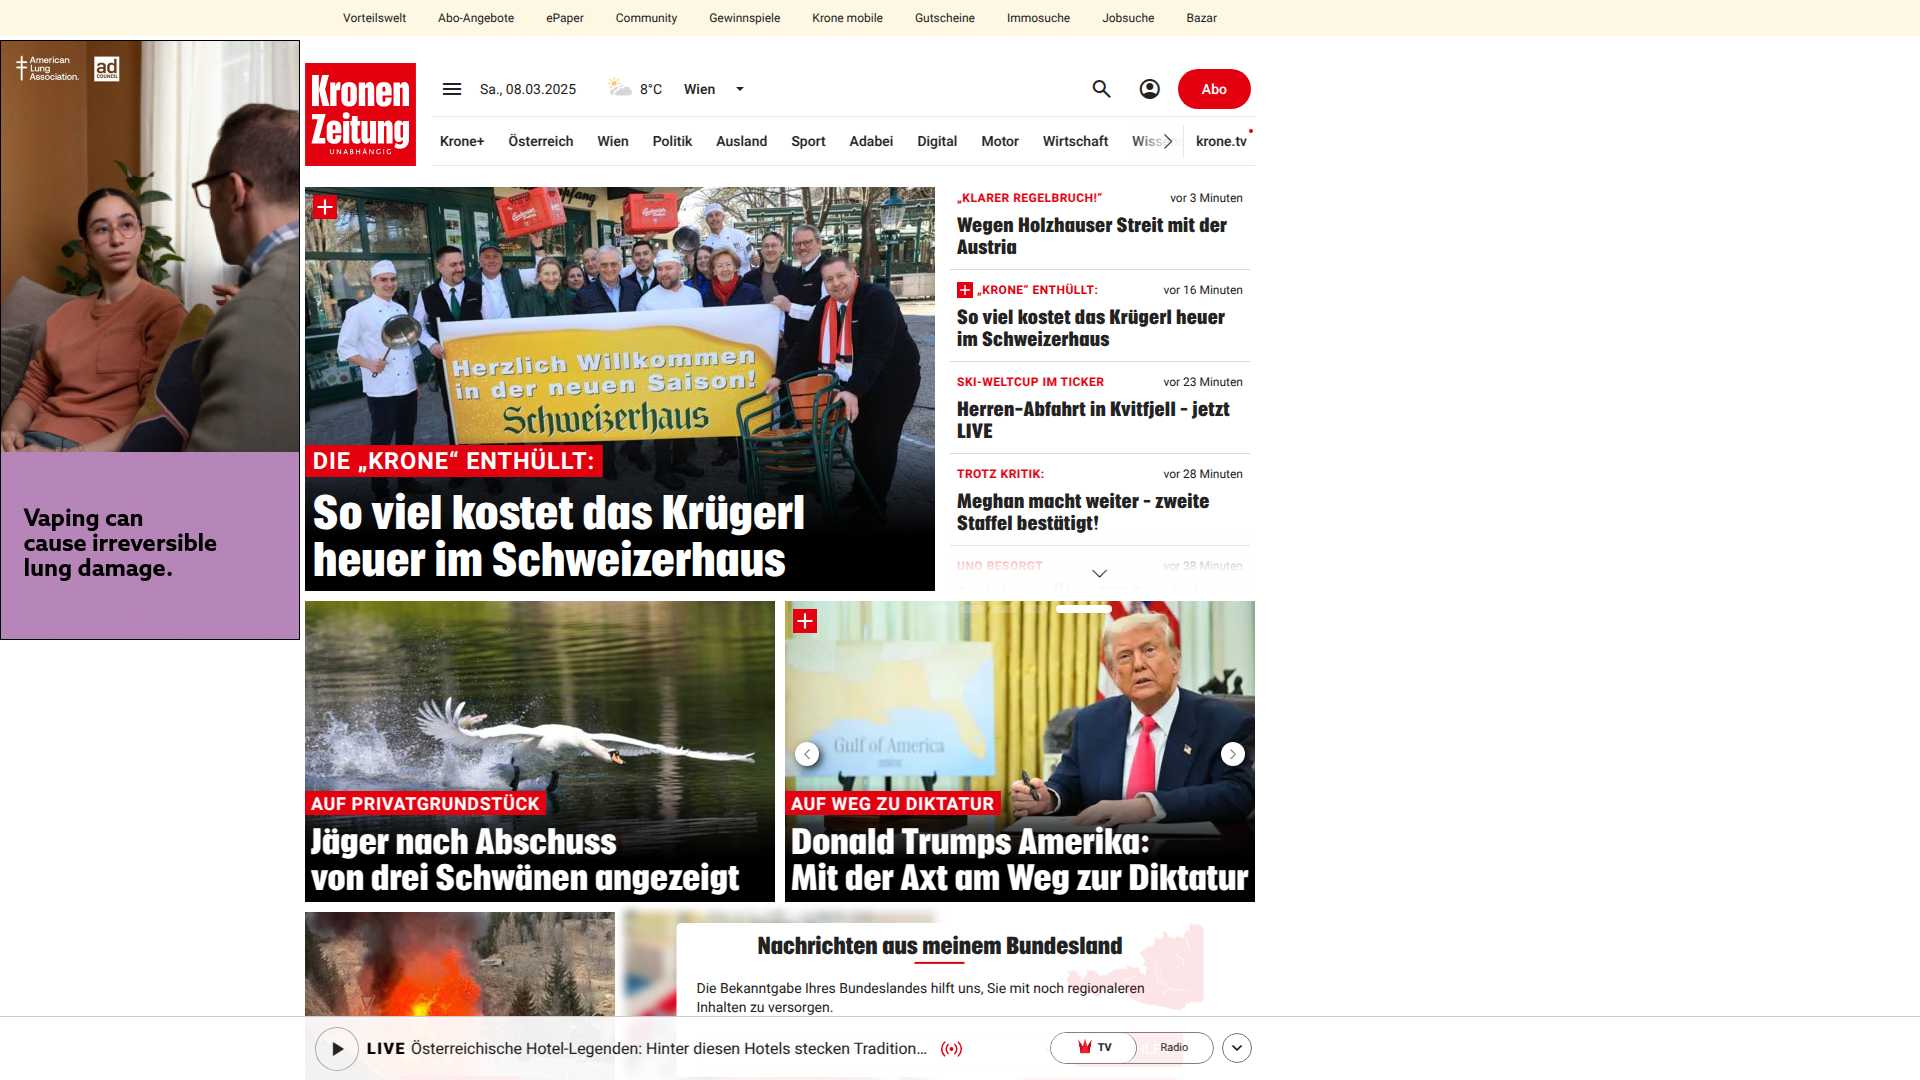 Vorteilswelt
Abo-Angebote
ePaper
Community
Gewinnspiele
Krone mobile
Gutscheine
Immosuche
Jobsuche
Bazar
American
Lung
Association.
ad
COUNCIL
Vaping can
cause irreversible
lung damage.
Kronen
Zeitung
UNABHÄNGIG
Sa., 08.03.2025
8°C
Wien
Abo
Krone+
Österreich
Wien
Politik
Ausland
Sport
Adabei
Digital
Motor
Wirtschaft
krone.tv
Herzlich Willkommen
in der neuen Saison!
Schweizerhaus
DIE „KRONE“ ENTHÜLLT:
So viel kostet das Krügerl
heuer im Schweizerhaus
„KLARER REGELBRUCH!“
vor 3 Minuten
Wegen Holzhauser Streit mit der
Austria
„KRONE“ ENTHÜLLT:
vor 16 Minuten
So viel kostet das Krügerl heuer
im Schweizerhaus
SKI-WELTCUP IM TICKER
vor 23 Minuten
Herren-Abfahrt in Kvitfjell - jetzt
LIVE
TROTZ KRITIK:
vor 28 Minuten
Meghan macht weiter - zweite
Staffel bestätigt!
UNO BESORGT
vor 38 Minuten
AUF PRIVATGRUNDSTÜCK
Jäger nach Abschuss
von drei Schwänen angezeigt
Gulf of America
AUF WEG ZU DIKTATUR
Donald Trumps Amerika:
Mit der Axt am Weg zur Diktatur
Nachrichten aus meinem Bundesland
Die Bekanntgabe Ihres Bundeslandes hilft uns, Sie mit noch regionaleren
Inhalten zu versorgen.
LIVE Österreichische Hotel-Legenden: Hinter diesen Hotels stecken Tradition...
TV
Radio